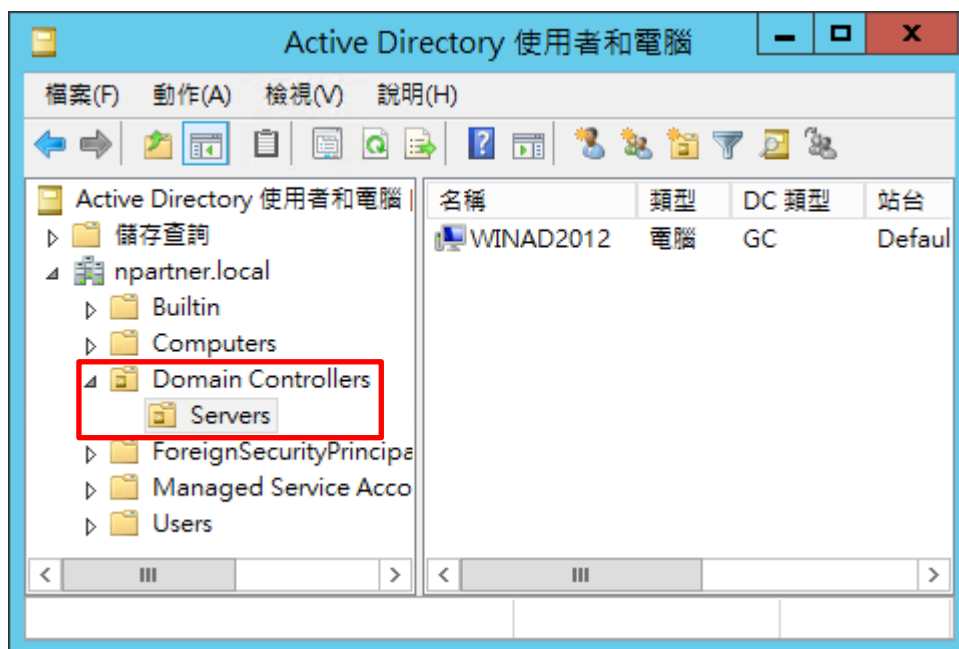 Active Directory 使用者和電腦
檔案(F) 動作(A) 檢視(V) 說明(H)
Active Directory 使用者和電腦
儲存查詢
npartner.local
Builtin
Computers
Domain Controllers
Servers
ForeignSecurityPrincipa
Managed Service Acco
Users
名稱 類型 DC 類型 站台
WINAD2012 電腦 GC Defaul